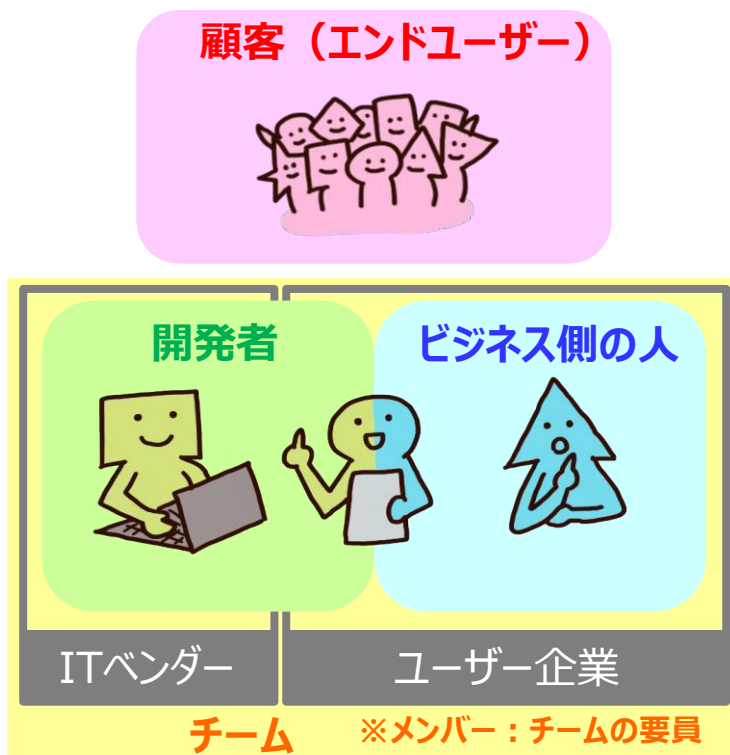 顧客（エンドユーザー）
開発者
ビジネス側の人
ITベンダー
ユーザー企業
チーム
※メンバー：チームの要員